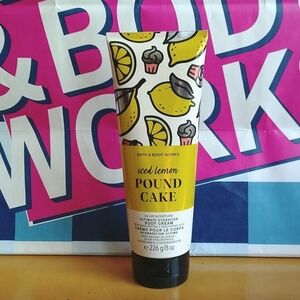 & BODY
WORKS
BATH & BODY WORKS
iced lemon
POUND
CAKE
24 HR MOISTURE
ULTIMATE HYDRATION
BODY CREAM
CRÈME POUR LE CORPS
HYDRATATION ULTIME
e 226 g/8 oz